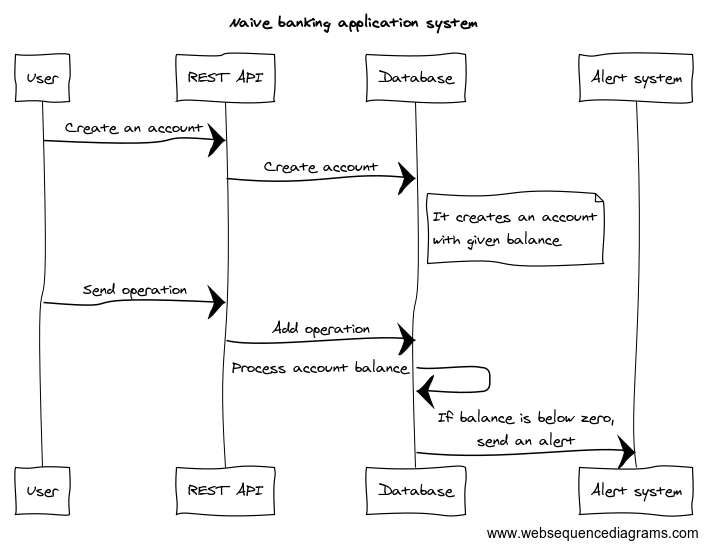 Naive banking application system
User
REST API
Database
Alert system
Create an account
Create account
It creates an account
with given balance
Send operation
Add operation
Process account balance
If balance is below zero,
send an alert
User
REST API
Database
Alert system
www.websequencediagrams.com